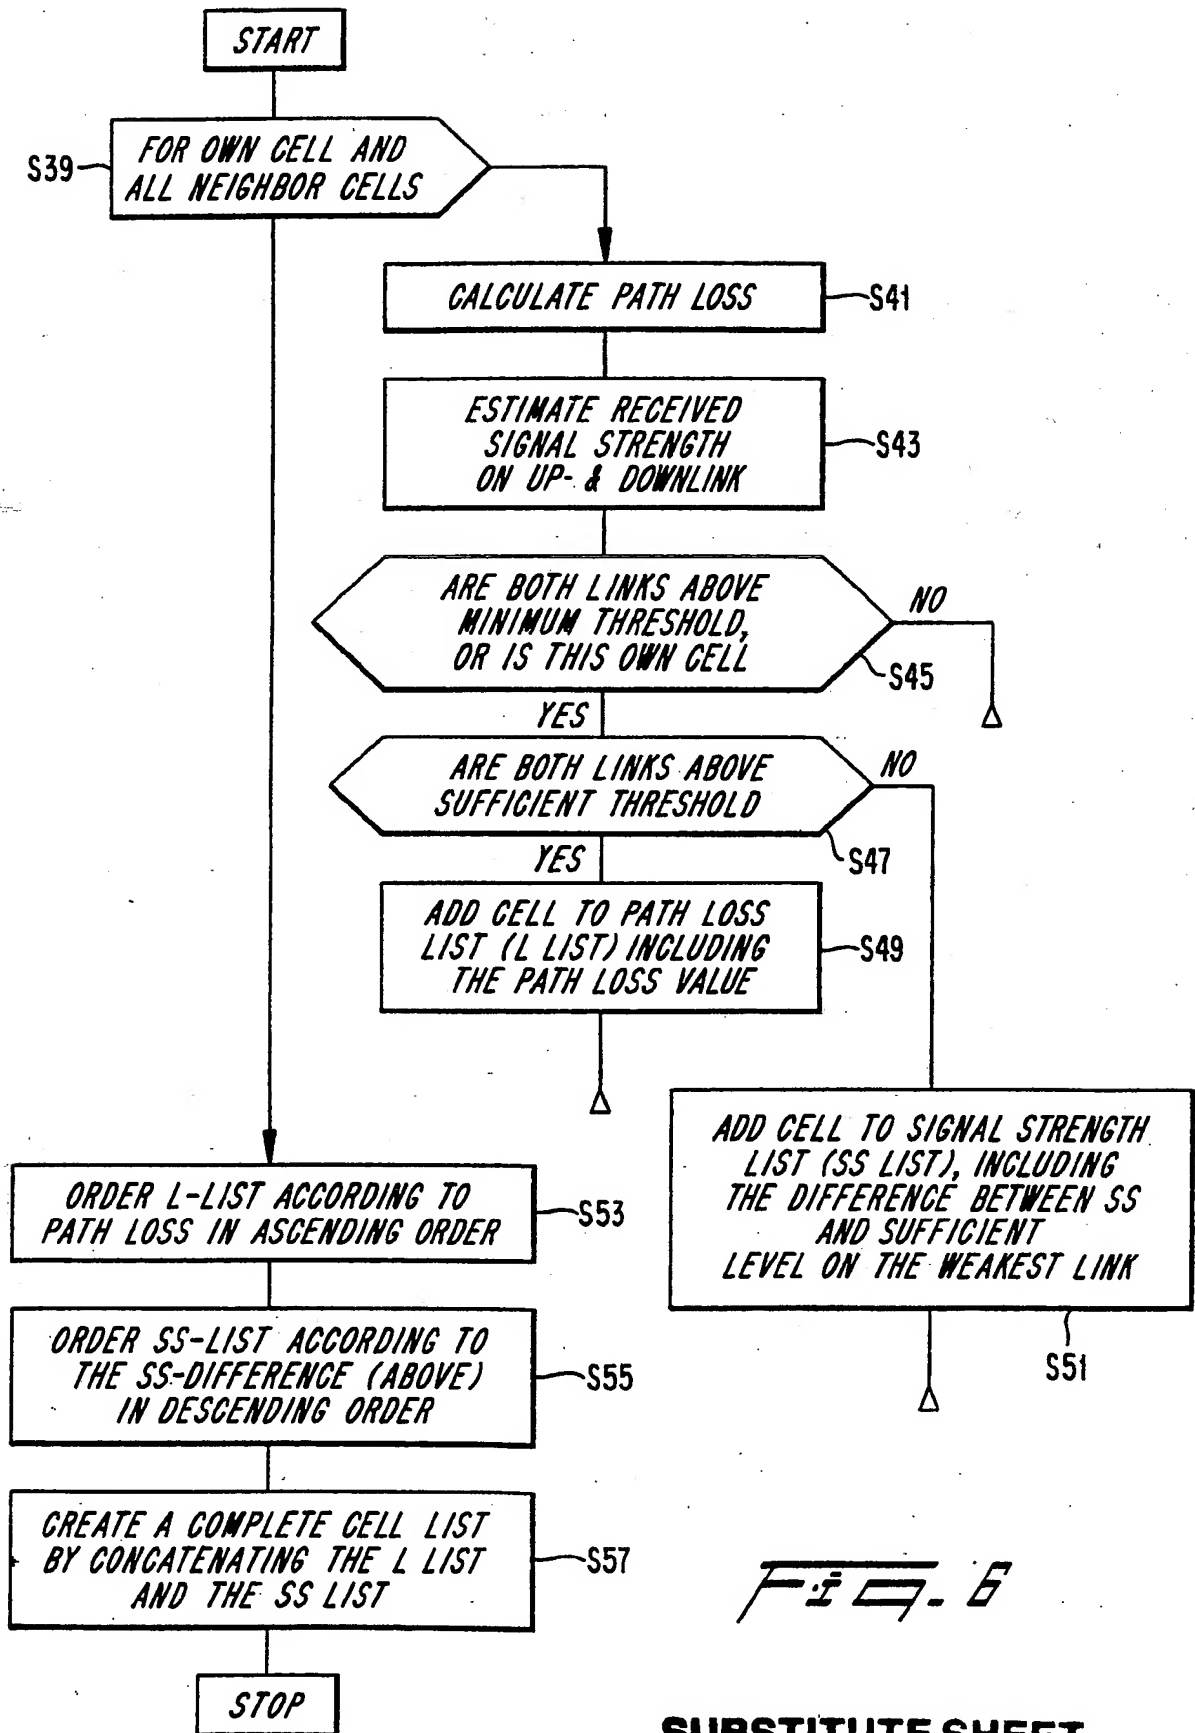 START
S39
FOR OWN CELL AND
ALL NEIGHBOR CELLS
CALCULATE PATH LOSS
S41
ESTIMATE RECEIVED
SIGNAL STRENGTH
ON UP- & DOWNLINK
S43
ARE BOTH LINKS ABOVE
MINIMUM THRESHOLD,
OR IS THIS OWN CELL
NO
S45
YES
ARE BOTH LINKS ABOVE
SUFFICIENT THRESHOLD
NO
S47
YES
ADD CELL TO PATH LOSS
LIST (L LIST) INCLUDING
THE PATH LOSS VALUE
S49
ADD CELL TO SIGNAL STRENGTH
LIST (SS LIST), INCLUDING
THE DIFFERENCE BETWEEN SS
AND SUFFICIENT
LEVEL ON THE WEAKEST LINK
S51
ORDER L-LIST ACCORDING TO
PATH LOSS IN ASCENDING ORDER
S53
ORDER SS-LIST ACCORDING TO
THE SS-DIFFERENCE (ABOVE)
IN DESCENDING ORDER
S55
CREATE A COMPLETE CELL LIST
BY CONCATENATING THE L LIST
AND THE SS LIST
S57
STOP
Fig. 6
SUBSTITUTE SHEET